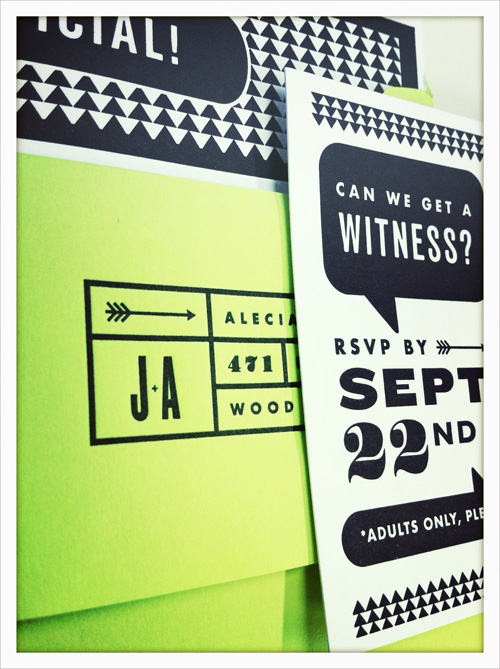 ICIAL!
ALECIA
J+A
471
WOOD
CAN WE GET A
WITNESS?
RSVP BY
SEPT
22ND
*ADULTS ONLY, PLE